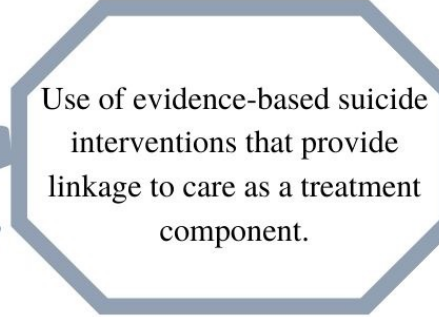 Use of evidence-based suicide
interventions that provide
linkage to care as a treatment
component.